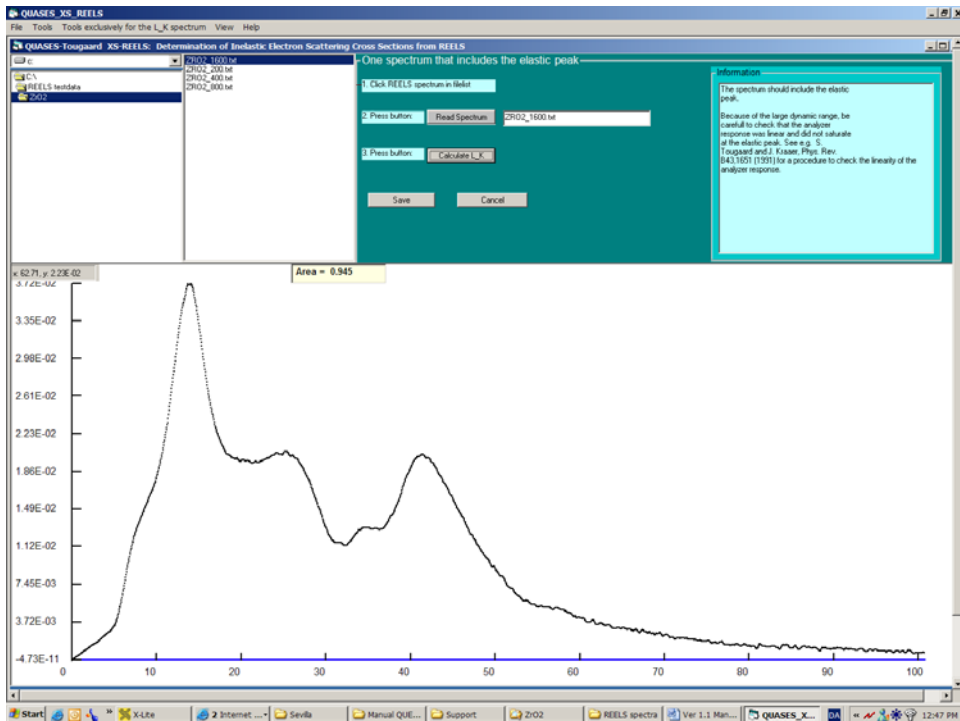 QUASES_XS_REELS
File Tools Tools exclusively for the L_K spectrum View Help
QUASES-Tougaard XS-REELS: Determination of Inelastic Electron Scattering Cross Sections from REELS
c:
C:\
REELS testdata
ZrO2
ZRO2_1600.txt
ZRO2_200.txt
ZRO2_400.txt
ZRO2_800.txt
One spectrum that includes the elastic peak
1. Click REELS spectrum in filelist
2. Press button:
Read Spectrum
ZRO2_1600.txt
3. Press button:
Calculate L_K
Save
Cancel
Information
The spectrum should include the elastic
peak.
Because of the large dynamic range, be
carefull to check that the analyzer
response was linear and did not saturate
at the elastic peak. See e.g. S.
Tougaard and J. Kraaer, Phys. Rev.
B43,1651 (1991) for a procedure to check the linearity of the
analyzer response.
x: 62.71, y: 2.23E-02
Area = 0.945
3.72E-02
3.35E-02
2.98E-02
2.61E-02
2.23E-02
1.86E-02
1.49E-02
1.12E-02
7.45E-03
3.72E-03
-4.73E-11
0 10 20 30 40 50 60 70 80 90 100
Start
X-Lite
2 Internet ...
Sevilla
Manual QUE...
Support
ZrO2
REELS spectra
Ver 1.1 Man...
QUASES_X...
DA
12:47 PM